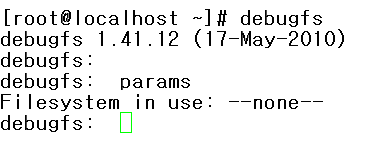 [root@localhost ~]# debugfs
debugfs 1.41.12 (17-May-2010)
debugfs:
debugfs:  params
Filesystem in use: --none--
debugfs: